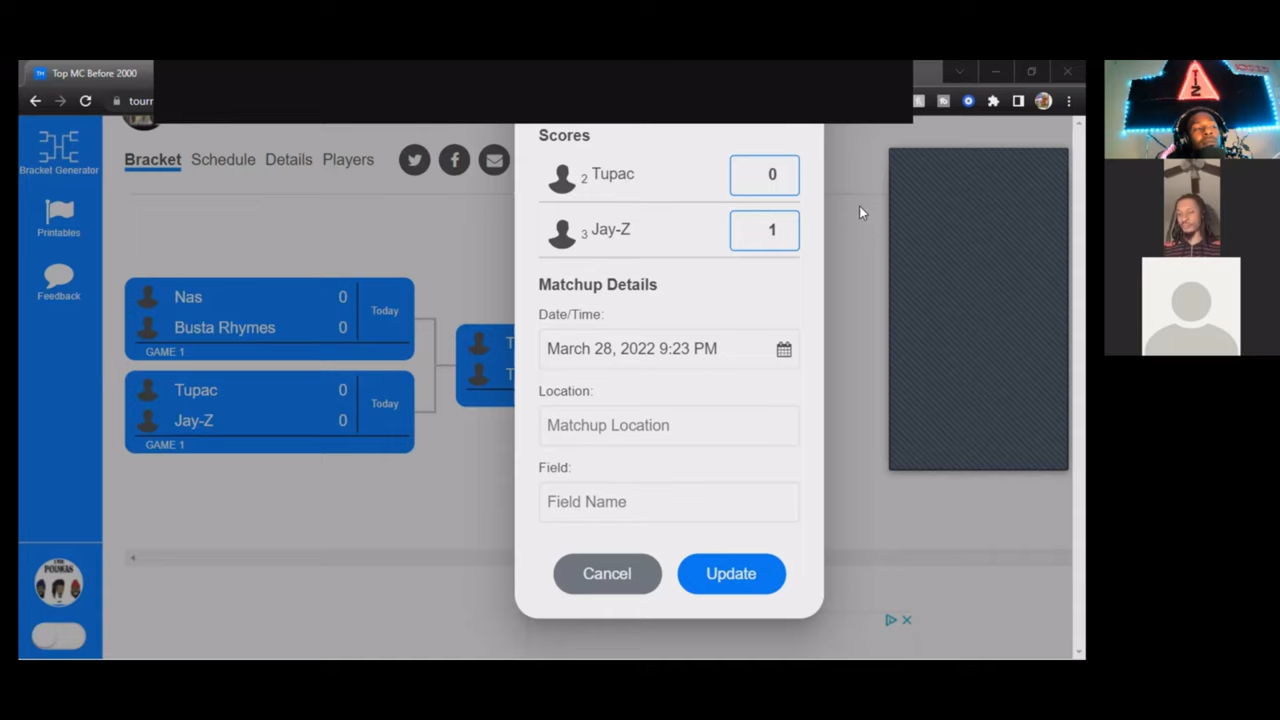 Top MC Before 2000
tourr
Bracket Generator
Printables
Feedback
Bracket Schedule Details Players
Nas 0
Busta Rhymes 0
Today
GAME 1
Tupac 0
Jay-Z 0
Today
GAME 1
T
T
Scores
2 Tupac 0
3 Jay-Z 1
Matchup Details
Date/Time:
March 28, 2022 9:23 PM
Location:
Matchup Location
Field:
Field Name
Cancel
Update
TIZ